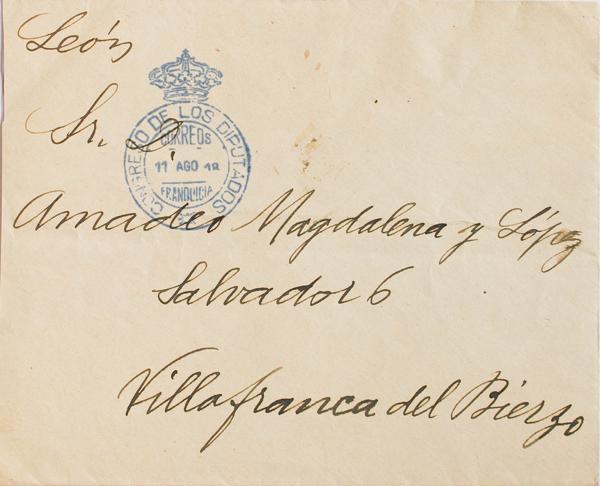 León
CONGRESO DE LOS DIPUTADOS
CORREOS
11 AGO 18
FRANQUICIA
Sr. D.
Amadeo Magdalena y López
Salvador 6
Villafranca del Bierzo